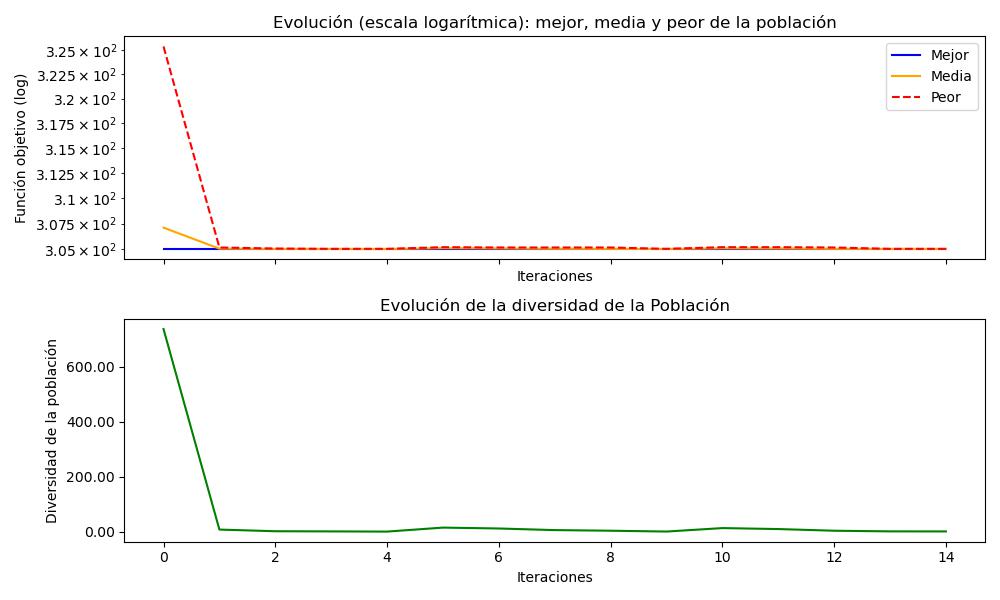 Evolución (escala logarítmica): mejor, media y peor de la población
Función objetivo (log)
3.25 × 10²
3.225 × 10²
3.2 × 10²
3.175 × 10²
3.15 × 10²
3.125 × 10²
3.1 × 10²
3.075 × 10²
3.05 × 10²
Mejor
Media
Peor
Iteraciones
Evolución de la diversidad de la Población
Diversidad de la población
600.00
400.00
200.00
0.00
0 2 4 6 8 10 12 14
Iteraciones